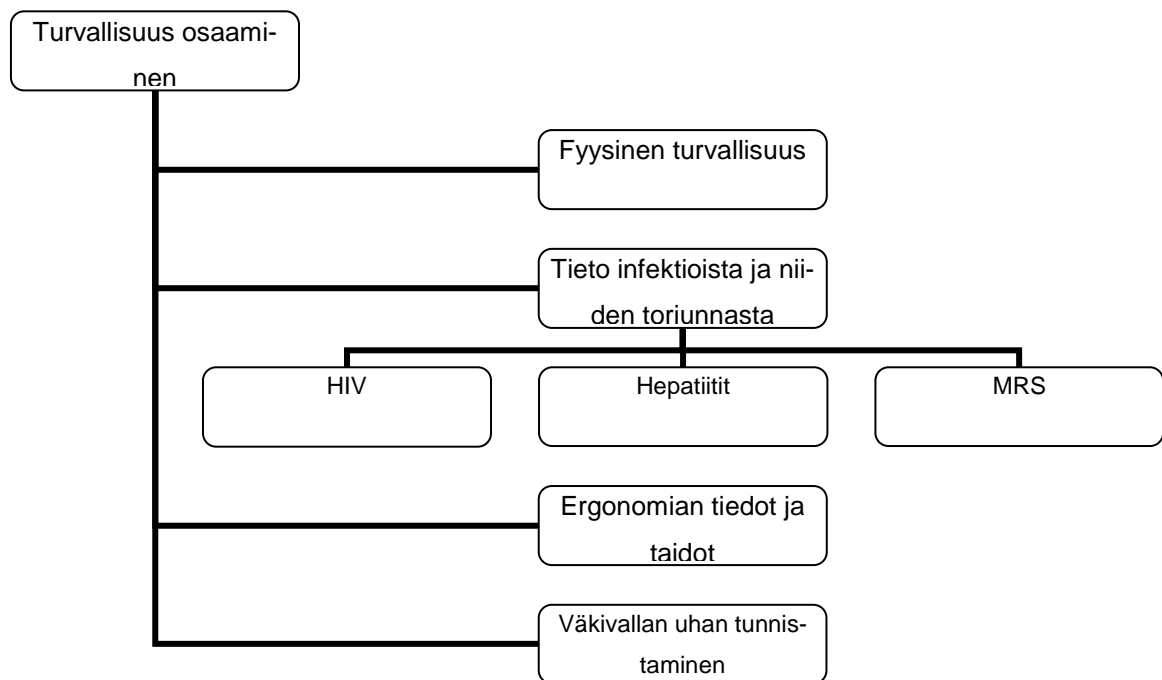 Turvallisuus osaami-
nen
Fyysinen turvallisuus
Tieto infektioista ja nii-
den torjunnasta
HIV
Hepatiitit
MRS
Ergonomian tiedot ja
taidot
Väkivallan uhan tunnis-
taminen